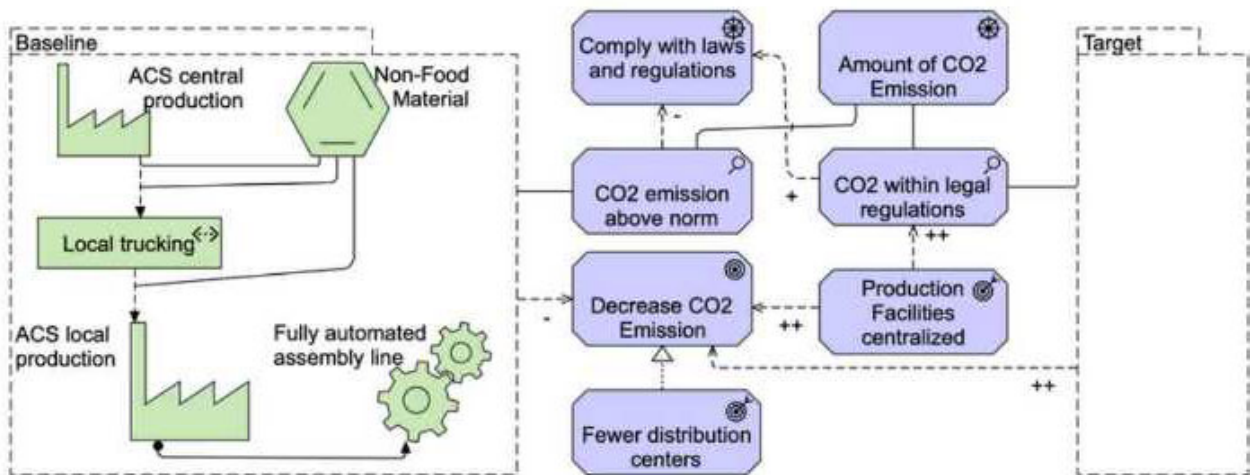 Baseline
ACS central
production
Non-Food
Material
Local trucking
ACS local
production
Fully automated
assembly line
Comply with laws
and regulations
Amount of CO2
Emission
-
CO2 emission
above norm
+
CO2 within legal
regulations
++
-
Decrease CO2
Emission
++
Production
Facilities
centralized
++
Fewer distribution
centers
Target